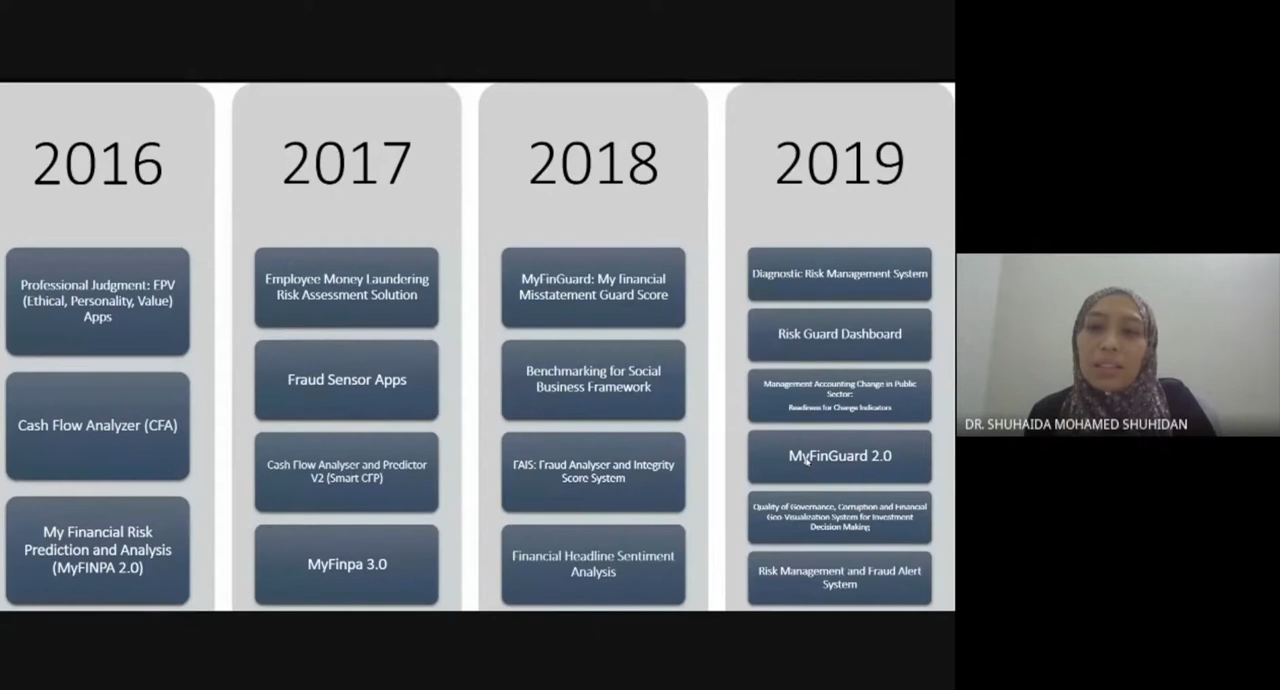 2016
Professional Judgment: EPV
(Ethical, Personality, Value)
Apps
Cash Flow Analyzer (CFA)
My Financial Risk
Prediction and Analysis
(MyFINPA 2.0)
2017
Employee Money Laundering
Risk Assessment Solution
Fraud Sensor Apps
Cash Flow Analyser and Predictor
V2 (Smart CFP)
MyFinpa 3.0
2018
MyFinGuard: My financial
Misstatement Guard Score
Benchmarking for Social
Business Framework
FAIS: Fraud Analyser and Integrity
Score System
Financial Headline Sentiment
Analysis
2019
Diagnostic Risk Management System
Risk Guard Dashboard
Management Accounting Change in Public
Sector:
Readiness for Change Indicators
MyFinGuard 2.0
Quality of Governance, Corruption and Financial
Geo Visualization System for Investment
Decision Making
Risk Management and Fraud Alert
System
DR. SHUHAIDA MOHAMED SHUHIDAN